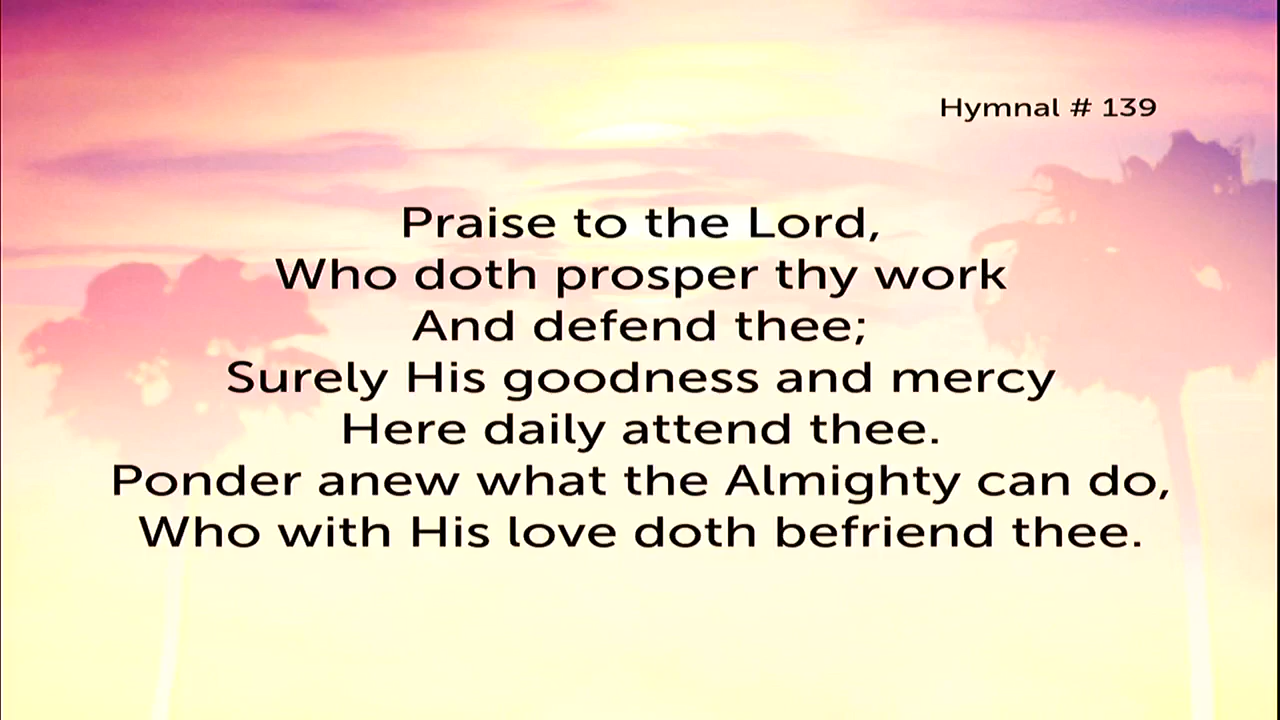 Hymnal # 139
Praise to the Lord,
Who doth prosper thy work
And defend thee;
Surely His goodness and mercy
Here daily attend thee.
Ponder anew what the Almighty can do,
Who with His love doth befriend thee.